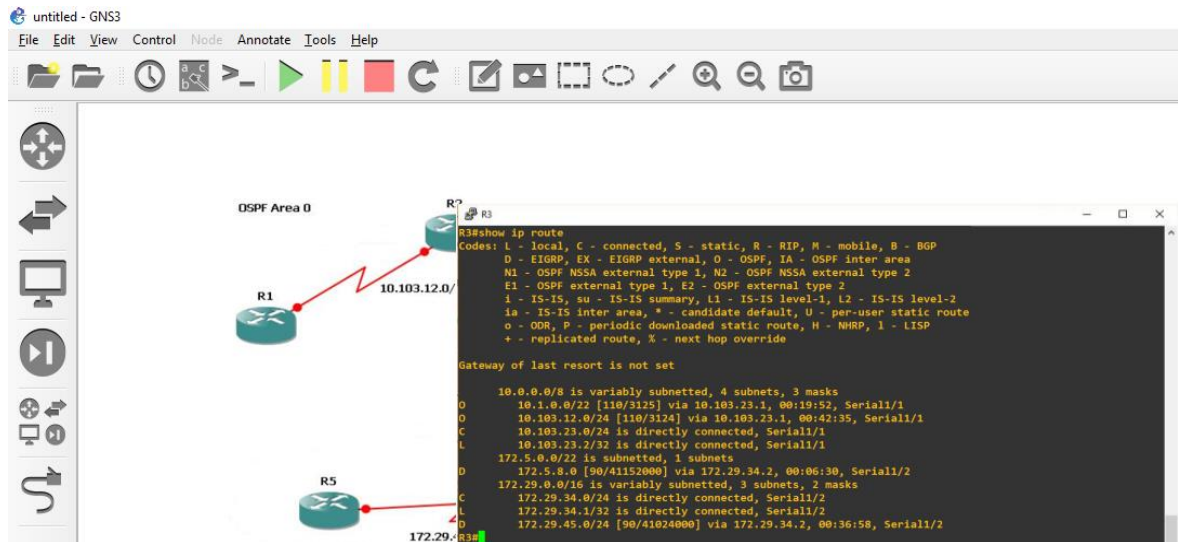 untitled - GNS3
File Edit View Control Node Annotate Tools Help
OSPF Area 0
R1
10.103.12.0/
R5
172.29.
R3
R3#show ip route
Codes: L - local, C - connected, S - static, R - RIP, M - mobile, B - BGP
D - EIGRP, EX - EIGRP external, O - OSPF, IA - OSPF inter area
N1 - OSPF NSSA external type 1, N2 - OSPF NSSA external type 2
E1 - OSPF external type 1, E2 - OSPF external type 2
i - IS-IS, su - IS-IS summary, L1 - IS-IS level-1, L2 - IS-IS level-2
ia - IS-IS inter area, * - candidate default, U - per-user static route
o - ODR, P - periodic downloaded static route, H - NHRP, l - LISP
+ - replicated route, % - next hop override
Gateway of last resort is not set
10.0.0.0/8 is variably subnetted, 4 subnets, 3 masks
O 10.1.0.0/22 [110/3125] via 10.103.23.1, 00:19:52, Serial1/1
O 10.103.12.0/24 [110/3124] via 10.103.23.1, 00:42:35, Serial1/1
C 10.103.23.0/24 is directly connected, Serial1/1
L 10.103.23.2/32 is directly connected, Serial1/1
172.5.0.0/22 is subnetted, 1 subnets
D 172.5.8.0 [90/41152000] via 172.29.34.2, 00:06:30, Serial1/2
172.29.0.0/16 is variably subnetted, 3 subnets, 2 masks
C 172.29.34.0/24 is directly connected, Serial1/2
L 172.29.34.1/32 is directly connected, Serial1/2
D 172.29.45.0/24 [90/41024000] via 172.29.34.2, 00:36:58, Serial1/2
R3#